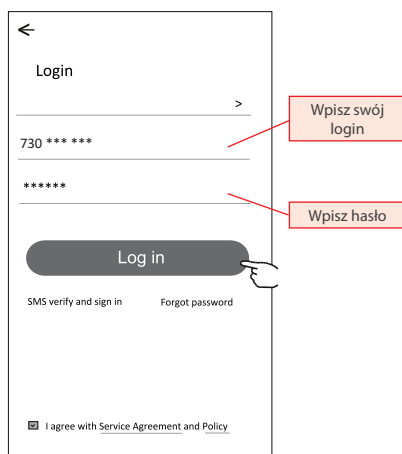 Login
>
Wpisz swój
login
730 *** ***
******
Wpisz hasło
Log in
SMS verify and sign in Forgot password
I agree with Service Agreement and Policy